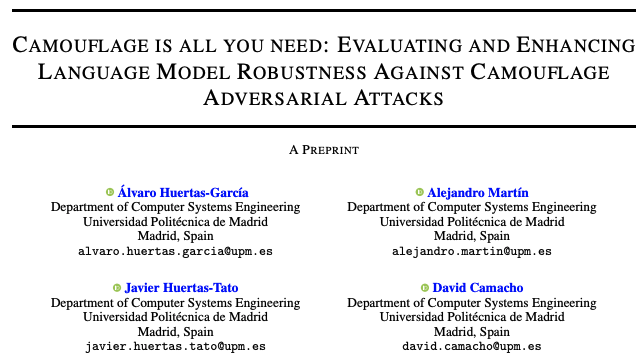 CAMOUFLAGE IS ALL YOU NEED: EVALUATING AND ENHANCING
LANGUAGE MODEL ROBUSTNESS AGAINST CAMOUFLAGE
ADVERSARIAL ATTACKS
A PREPRINT
Álvaro Huertas-García
Department of Computer Systems Engineering
Universidad Politécnica de Madrid
Madrid, Spain
alvaro.huertas.garcia@upm.es
Alejandro Martín
Department of Computer Systems Engineering
Universidad Politécnica de Madrid
Madrid, Spain
alejandro.martin@upm.es
Javier Huertas-Tato
Department of Computer Systems Engineering
Universidad Politécnica de Madrid
Madrid, Spain
javier.huertas.tato@upm.es
David Camacho
Department of Computer Systems Engineering
Universidad Politécnica de Madrid
Madrid, Spain
david.camacho@upm.es